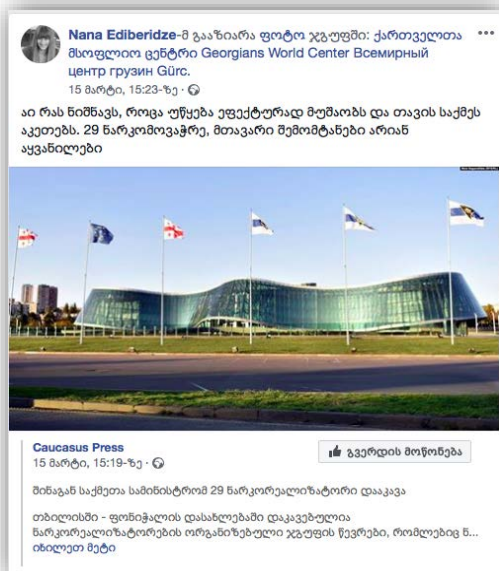 Nana Ediberidze-მ გააზიარა ფოტო ჯგუფში: ქართველთა
მსოფლიო ცენტრი Georgians World Center Всемирный
центр грузин Gürc.
15 მარტი, 15:23-ზე ·
აი რას ნიშნავს, როცა უწყება ეფექტურად მუშაობს და თავის საქმეს
აკეთებს. 29 ნარკომოვაჭრე, მთავარი შემომტანები არიან
აყვანილები
Caucasus Press
15 მარტი, 15:19-ზე ·
გვერდის მოწონება
შინაგან საქმეთა სამინისტრომ 29 ნარკორეალიზატორი დააკავა
თბილისში - ფონიჭალის დასახლებაში დაკავებულია
ნარკორეალიზატორების ორგანიზებული ჯგუფის წევრები, რომლებიც ნ...
იხილეთ მეტი